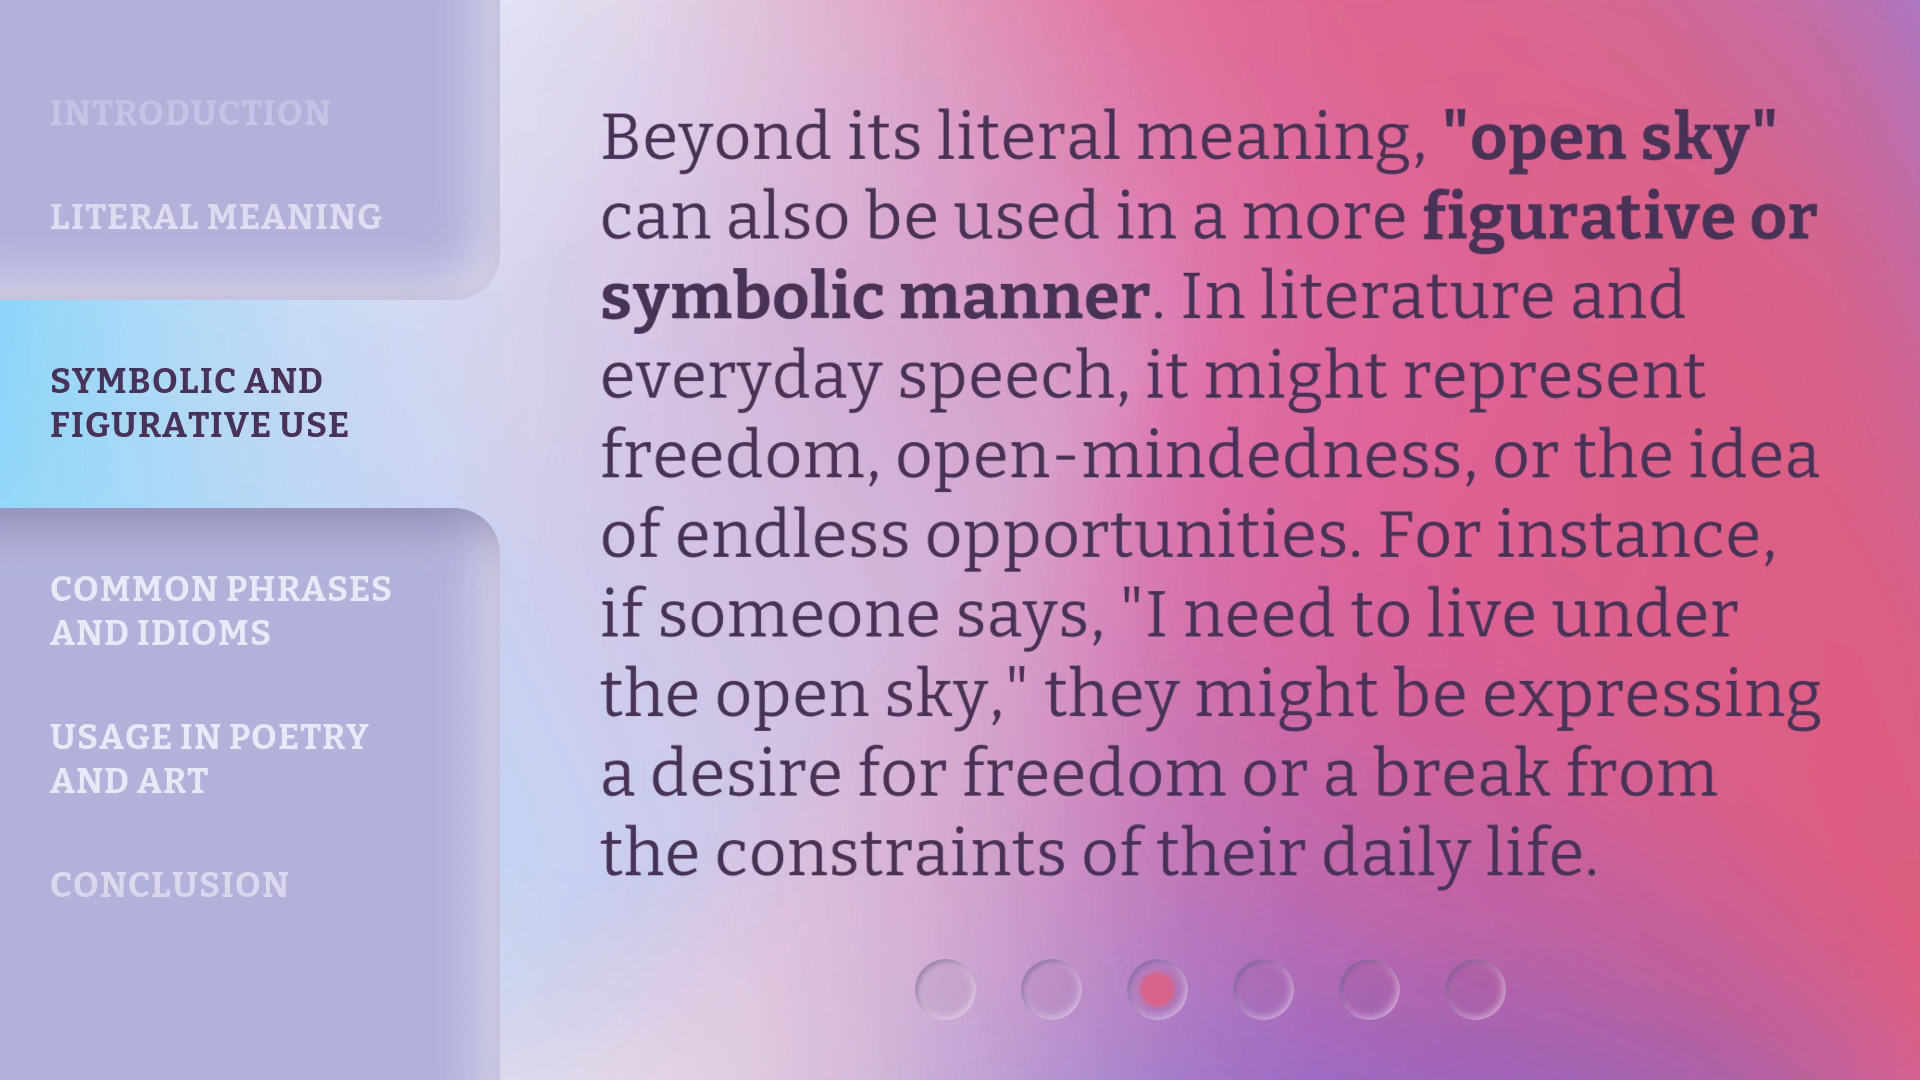 INTRODUCTION
LITERAL MEANING
SYMBOLIC AND
FIGURATIVE USE
COMMON PHRASES
AND IDIOMS
USAGE IN POETRY
AND ART
CONCLUSION
Beyond its literal meaning, "open sky"
can also be used in a more figurative or
symbolic manner. In literature and
everyday speech, it might represent
freedom, open-mindedness, or the idea
of endless opportunities. For instance,
if someone says, "I need to live under
the open sky," they might be expressing
a desire for freedom or a break from
the constraints of their daily life.